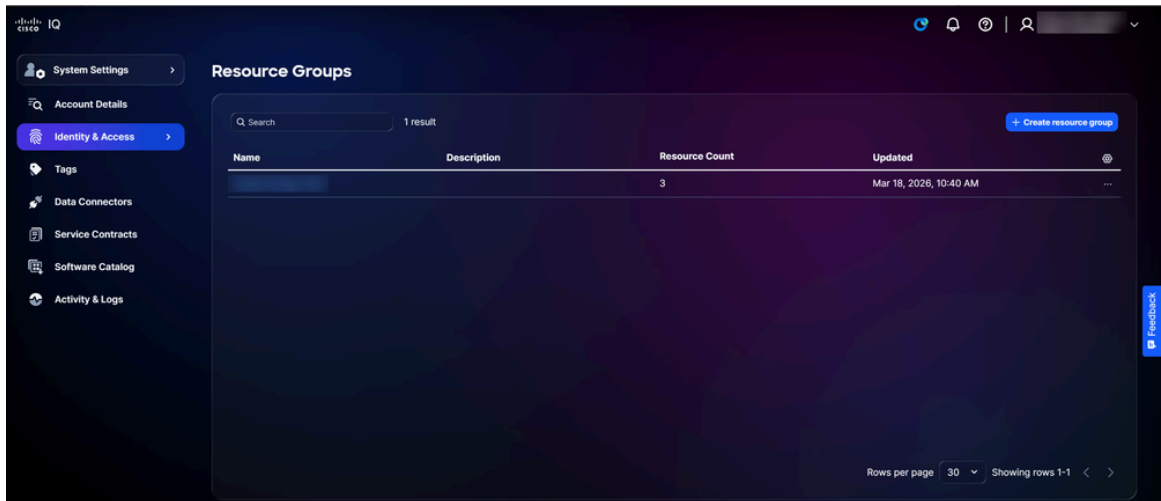 cisco IQ
System Settings
Resource Groups
Account Details
Identity & Access
Tags
Data Connectors
Service Contracts
Software Catalog
Activity & Logs
Search
1 result
+ Create resource group
Name Description Resource Count Updated
3 Mar 18, 2026, 10:40 AM
...
Feedback
Rows per page 30 Showing rows 1-1